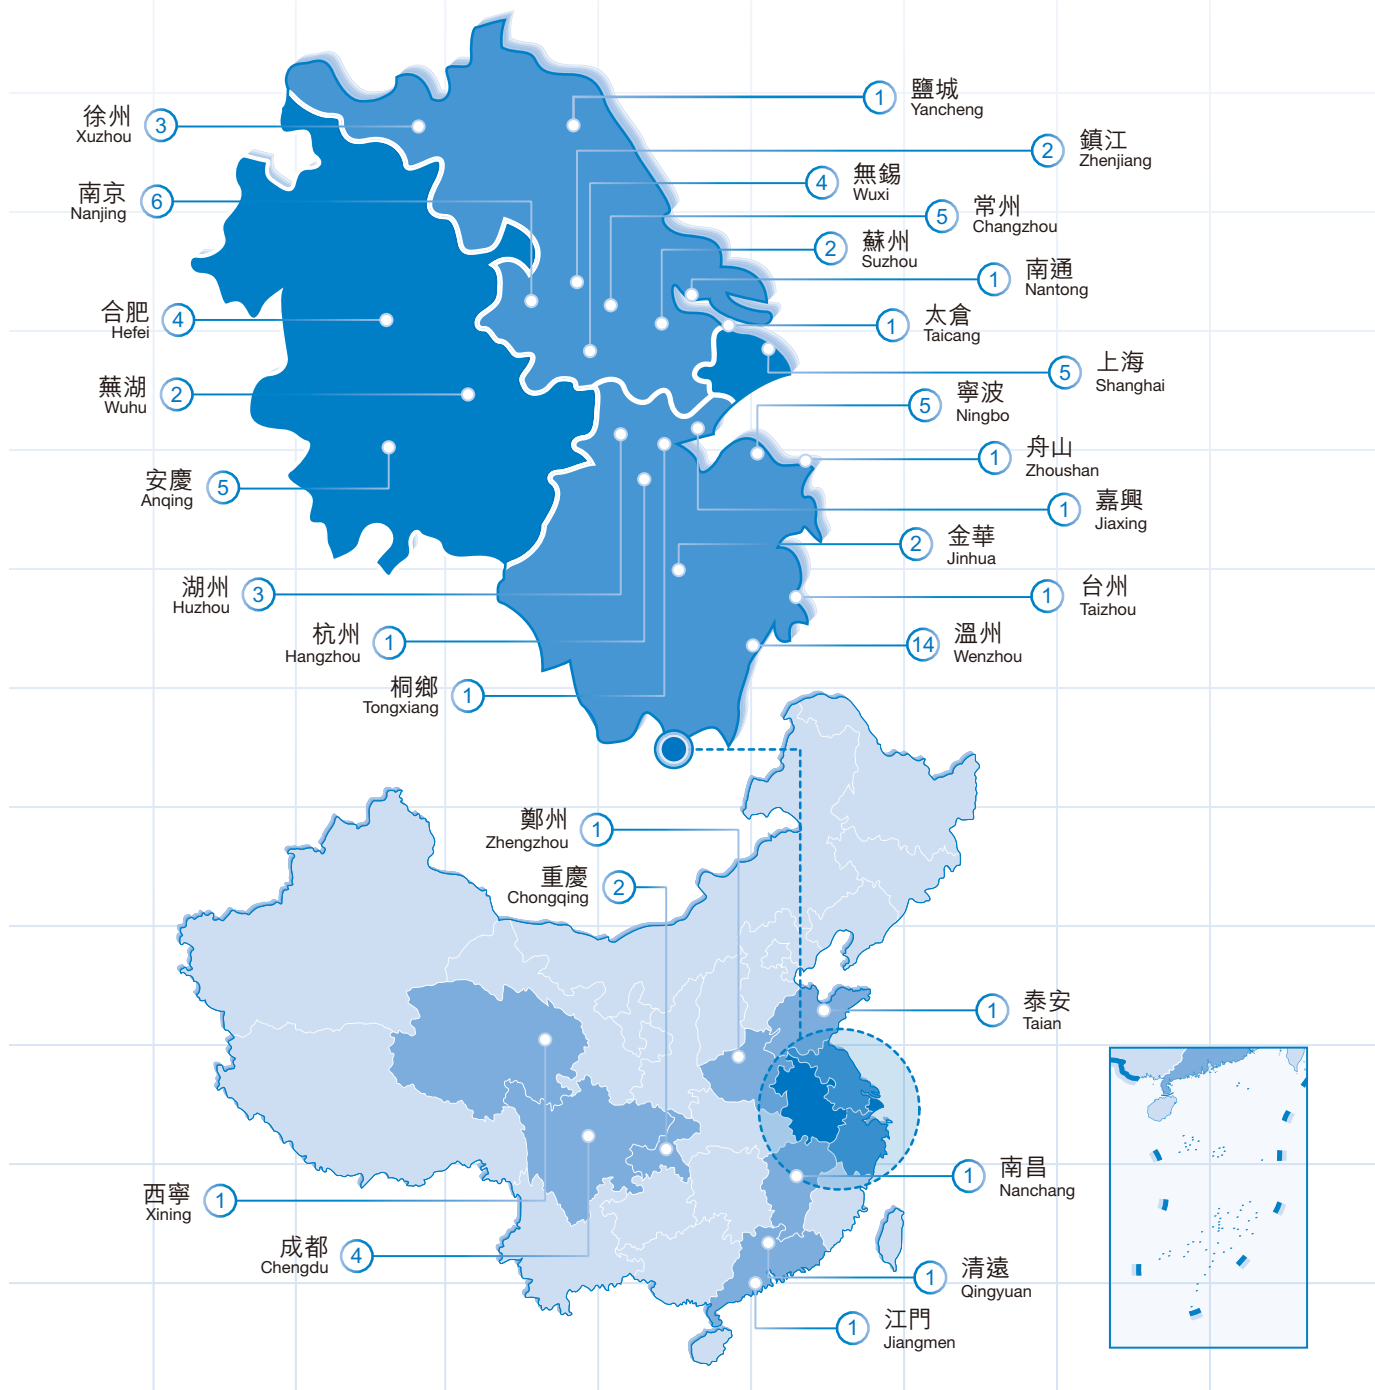 鹽城
1
Yancheng
徐州
3
Xuzhou
鎮江
2
Zhenjiang
無錫
4
Wuxi
南京
6
Nanjing
常州
5
Changzhou
蘇州
2
Suzhou
南通
1
Nantong
合肥
4
Hefei
太倉
1
Taicang
上海
5
Shanghai
蕪湖
2
Wuhu
寧波
5
Ningbo
舟山
1
Zhoushan
安慶
5
Anqing
嘉興
1
Jiaxing
金華
2
Jinhua
湖州
3
Huzhou
台州
1
Taizhou
杭州
1
Hangzhou
溫州
14
Wenzhou
桐鄉
1
Tongxiang
鄭州
1
Zhengzhou
重慶
2
Chongqing
泰安
1
Taian
南昌
1
Nanchang
西寧
1
Xining
成都
4
Chengdu
清遠
1
Qingyuan
江門
1
Jiangmen